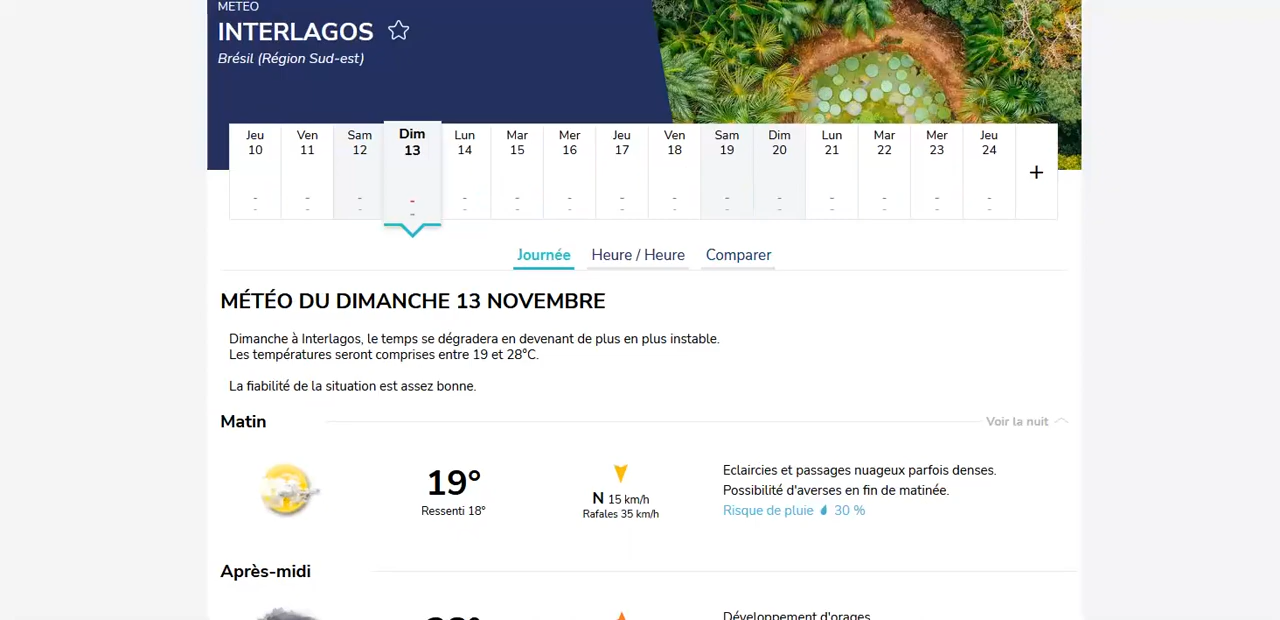 METEO
INTERLAGOS
Brésil (Région Sud-est)
Jeu Ven Sam Dim Lun Mar Mer Jeu Ven Sam Dim Lun Mar Mer Jeu
10 11 12 13 14 15 16 17 18 19 20 21 22 23 24
+
- - - - - - - - - - - - - - -
- - - - - - - - - - - - - - -
Journée Heure / Heure Comparer
MÉTÉO DU DIMANCHE 13 NOVEMBRE
Dimanche à Interlagos, le temps se dégradera en devenant de plus en plus instable.
Les températures seront comprises entre 19 et 28°C.
La fiabilité de la situation est assez bonne.
Matin Voir la nuit
19°
Ressenti 18°
N 15 km/h
Rafales 35 km/h
Eclaircies et passages nuageux parfois denses.
Possibilité d'averses en fin de matinée.
Risque de pluie 30 %
Après-midi
Développement d'orages